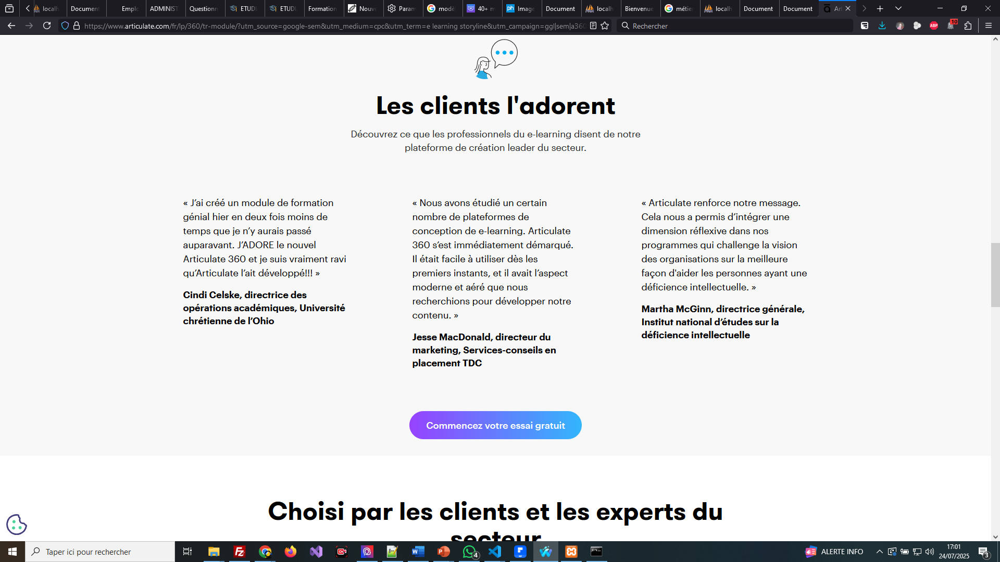 localh
Document
Emplo
ADMINIST
Questionn
ETUDI
ETUDI
Formation
Nouve
Param
modèl
40+ m
Image
Document
localh
Bienvenue
métie
localh
Document
Document
Art
https://www.articulate.com/fr/lp/360/tr-module/?utm_source=google-sem&utm_medium=cpc&utm_term=e learning storyline&utm_campaign=ggl|sem|a360
Rechercher
ABP
10
Les clients l'adorent
Découvrez ce que les professionnels du e-learning disent de notre
plateforme de création leader du secteur.
« J’ai créé un module de formation
génial hier en deux fois moins de
temps que je n’y aurais passé
auparavant. J’ADORE le nouvel
Articulate 360 et je suis vraiment ravi
qu’Articulate l’ait développé!!! »
Cindi Celske, directrice des
opérations académiques, Université
chrétienne de l’Ohio
« Nous avons étudié un certain
nombre de plateformes de
conception de e-learning. Articulate
360 s’est immédiatement démarqué.
Il était facile à utiliser dès les
premiers instants, et il avait l’aspect
moderne et aéré que nous
recherchions pour développer notre
contenu. »
Jesse MacDonald, directeur du
marketing, Services-conseils en
placement TDC
« Articulate renforce notre message.
Cela nous a permis d’intégrer une
dimension réflexive dans nos
programmes qui challenge la vision
des organisations sur la meilleure
façon d'aider les personnes ayant une
déficience intellectuelle. »
Martha McGinn, directrice générale,
Institut national d’études sur la
déficience intellectuelle
Commencez votre essai gratuit
Choisi par les clients et les experts du
secteur
Taper ici pour rechercher
4
ALERTE INFO
17:01
24/07/2025
3